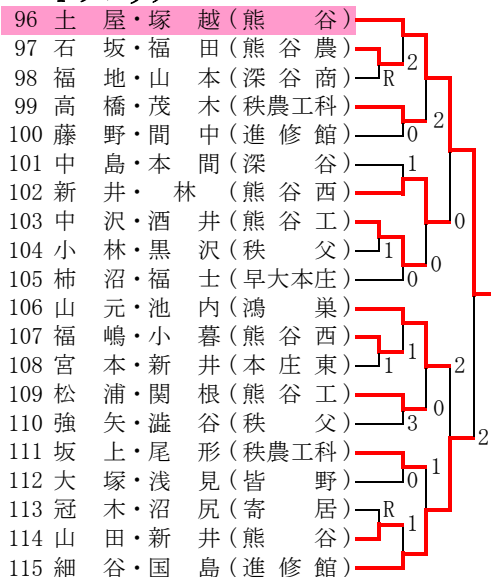 96 土屋・塚越(熊谷)
97 石坂・福田(熊谷農)
98 福地・山本(深谷商)
99 高橋・茂木(秩農工科)
100 藤野・間中(進修館)
101 中島・本間(深谷)
102 新井・林(熊谷西)
103 中沢・酒井(熊谷工)
104 小林・黒沢(秩父)
105 柿沼・福士(早大本庄)
106 山元・池内(鴻巣)
107 福嶋・小暮(熊谷西)
108 宮本・新井(本庄東)
109 松浦・関根(熊谷工)
110 強矢・澁谷(秩父)
111 坂上・尾形(秩農工科)
112 大塚・浅見(皆野)
113 冠木・沼尻(寄居)
114 山田・新井(熊谷)
115 細谷・国島(進修館)
2
R
2
0
1
0
1
0
0
1
1
2
0
3
2
1
0
R
1